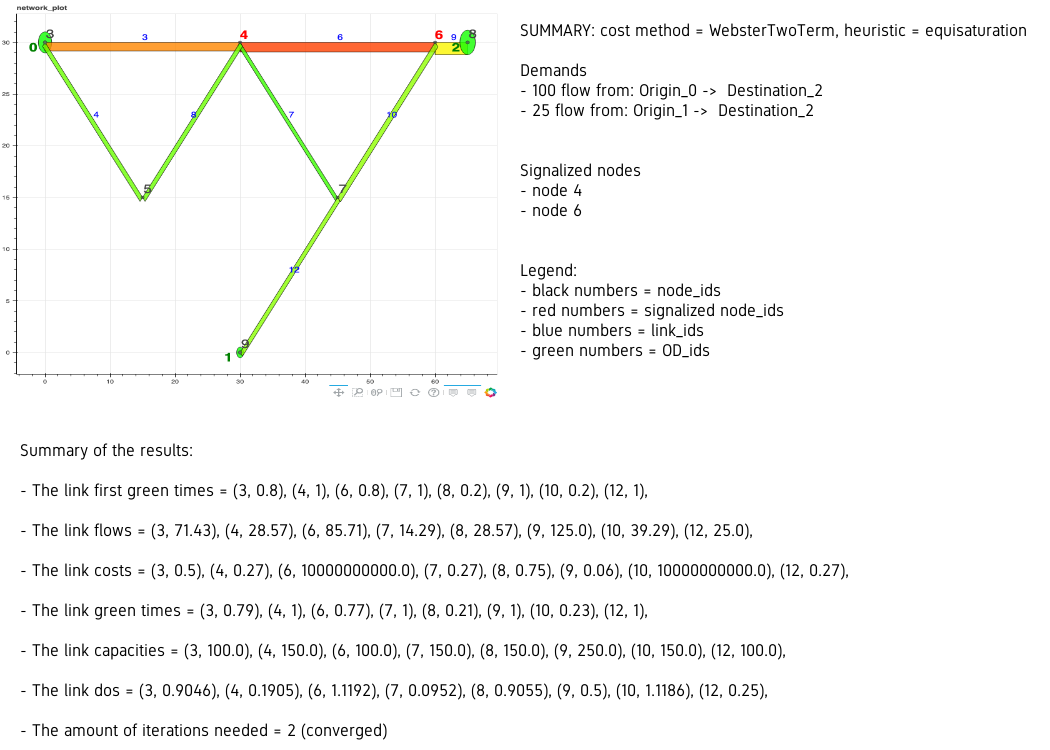 network_plot
30
25
20
15
10
5
0
0
10
20
30
40
50
60
3
0
3
4
6
6
9
8
2
4
8
7
10
5
7
12
9
1
SUMMARY: cost method = WebsterTwoTerm, heuristic = equisaturation
Demands
- 100 flow from: Origin_0 -> Destination_2
- 25 flow from: Origin_1 -> Destination_2
Signalized nodes
- node 4
- node 6
Legend:
- black numbers = node_ids
- red numbers = signalized node_ids
- blue numbers = link_ids
- green numbers = OD_ids
Summary of the results:
- The link first green times = (3, 0.8), (4, 1), (6, 0.8), (7, 1), (8, 0.2), (9, 1), (10, 0.2), (12, 1),
- The link flows = (3, 71.43), (4, 28.57), (6, 85.71), (7, 14.29), (8, 28.57), (9, 125.0), (10, 39.29), (12, 25.0),
- The link costs = (3, 0.5), (4, 0.27), (6, 10000000000.0), (7, 0.27), (8, 0.75), (9, 0.06), (10, 10000000000.0), (12, 0.27),
- The link green times = (3, 0.79), (4, 1), (6, 0.77), (7, 1), (8, 0.21), (9, 1), (10, 0.23), (12, 1),
- The link capacities = (3, 100.0), (4, 150.0), (6, 100.0), (7, 150.0), (8, 150.0), (9, 250.0), (10, 150.0), (12, 100.0),
- The link dos = (3, 0.9046), (4, 0.1905), (6, 1.1192), (7, 0.0952), (8, 0.9055), (9, 0.5), (10, 1.1186), (12, 0.25),
- The amount of iterations needed = 2 (converged)